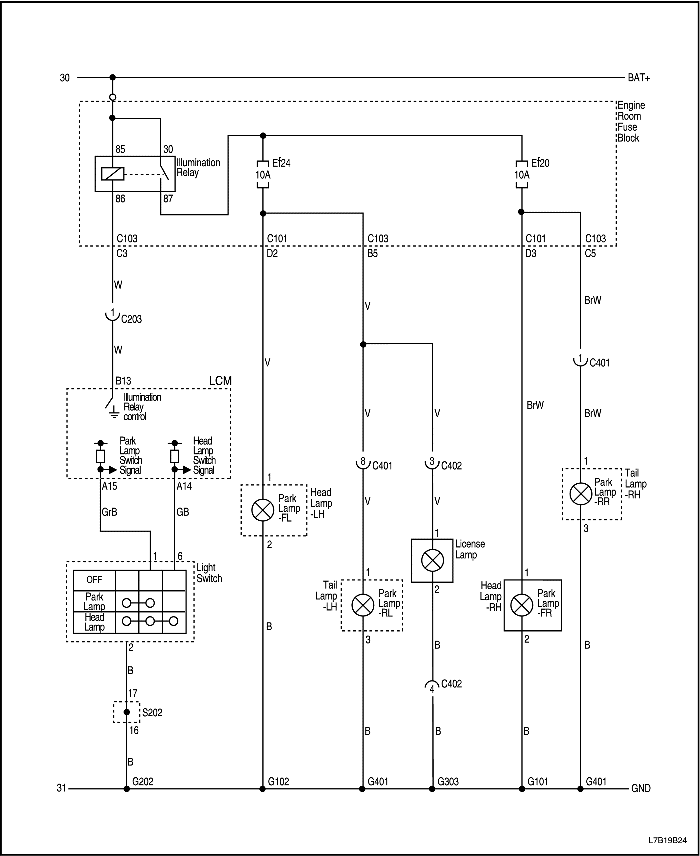 30
BAT+
Engine
Room
Fuse
Block
85
30
Illumination
Relay
86
87
Ef24
10A
Ef20
10A
C103
C3
C101
D2
C103
B5
C101
D3
C103
C5
W
V
BrW
1
C203
W
V
1
C401
B13
LCM
Illumination
Relay
control
V
V
BrW
BrW
Park
Lamp
Switch
Signal
Head
Lamp
Switch
Signal
8
C401
3
C402
A15
A14
GrB
GB
1
Park
Lamp
-FL
Head
Lamp
-LH
2
V
V
1
Park
Lamp
-RR
Tail
Lamp
-RH
3
1
License
Lamp
2
1
6
Light
Switch
OFF
Park
Lamp
Head
Lamp
2
Tail
Lamp
-LH
1
Park
Lamp
-RL
3
Head
Lamp
-RH
1
Park
Lamp
-FR
2
B
B
B
B
17
S202
16
4
C402
B
B
B
B
31
G202
G102
G401
G303
G101
G401
GND
L7B19B24